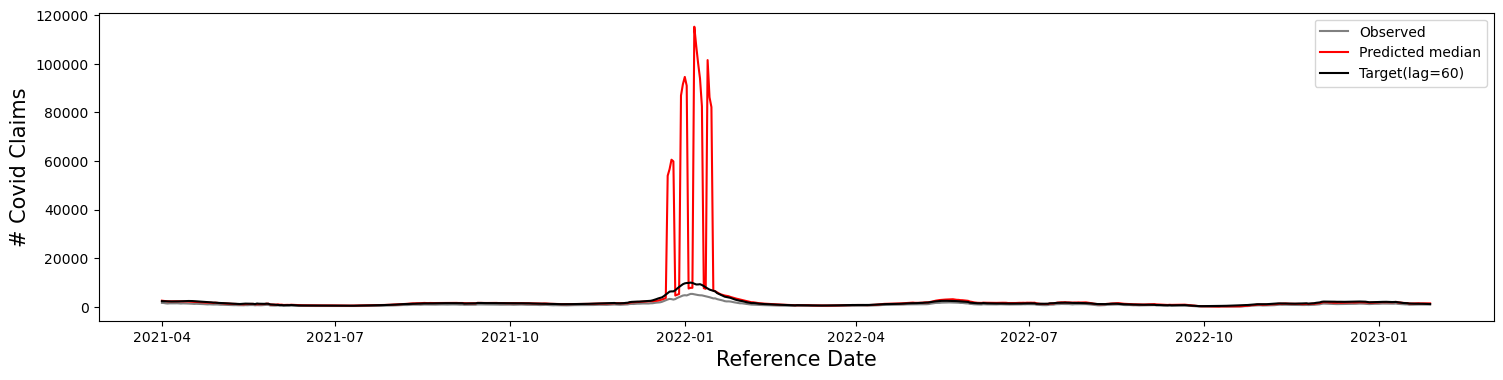 120000
100000
80000
60000
40000
20000
0
# Covid Claims
Observed
Predicted median
Target(lag=60)
2021-04 2021-07 2021-10 2022-01 2022-04 2022-07 2022-10 2023-01
Reference Date